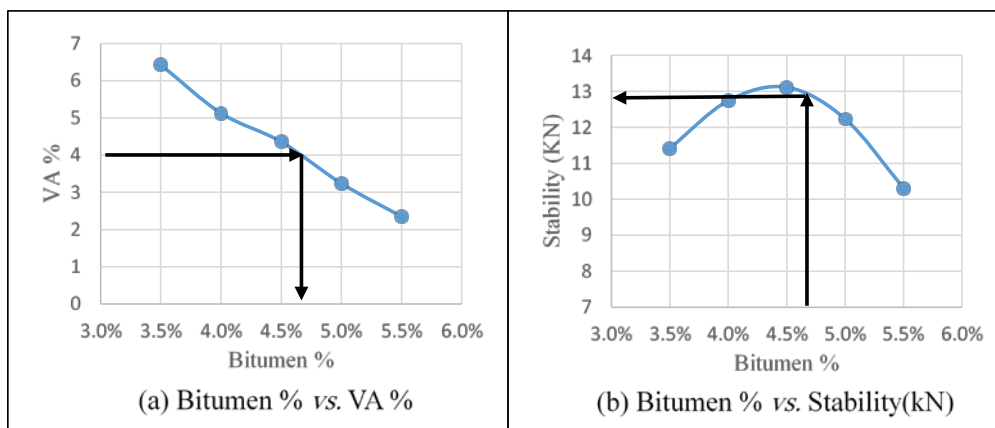 7
6
5
4
3
2
1
0
VA %
3.0% 3.5% 4.0% 4.5% 5.0% 5.5% 6.0%
Bitumen %
(a) Bitumen % vs. VA %
14
13
12
11
10
9
8
7
Stability (KN)
3.0% 3.5% 4.0% 4.5% 5.0% 5.5% 6.0%
Bitumen %
(b) Bitumen % vs. Stability(kN)